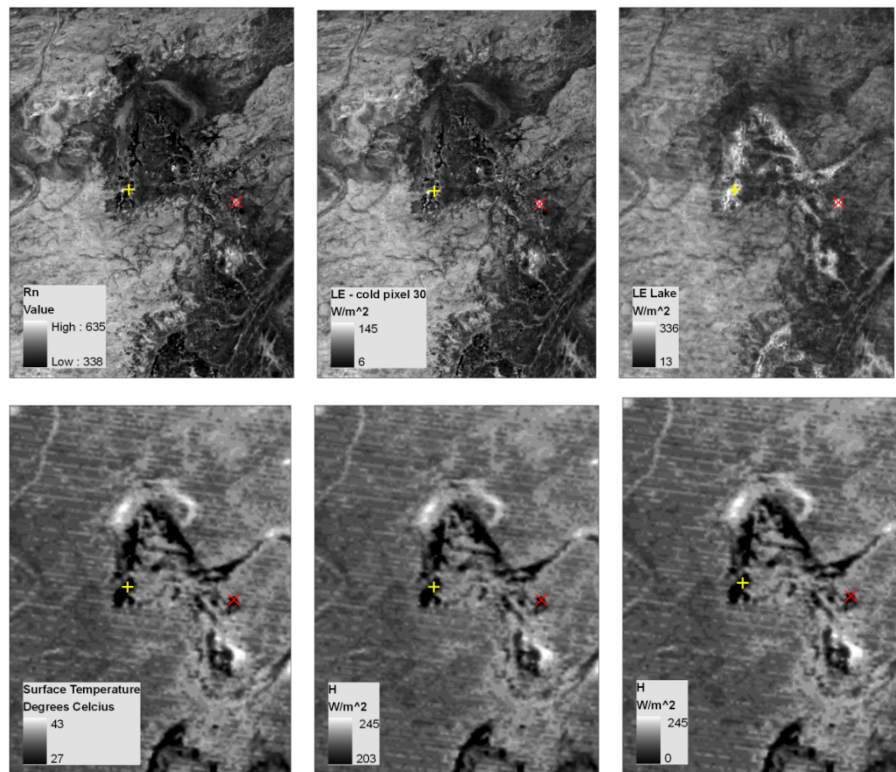 Rn
Value
High : 635
Low : 338
LE - cold pixel 30
W/m^2
145
6
LE Lake
W/m^2
336
13
Surface Temperature
Degrees Celcius
43
27
H
W/m^2
245
203
H
W/m^2
245
0